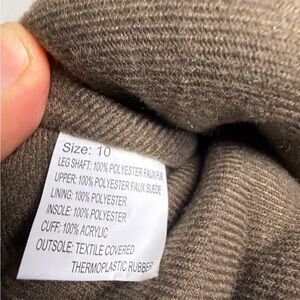 Size: 10
LEG SHAFT: 100% POLYESTER FAUX FUR
UPPER: 100% POLYESTER FAUX SUEDE
LINING: 100% POLYESTER
INSOLE: 100% POLYESTER
CUFF: 100% ACRYLIC
OUTSOLE: TEXTILE COVERED
THERMOPLASTIC RUBBER